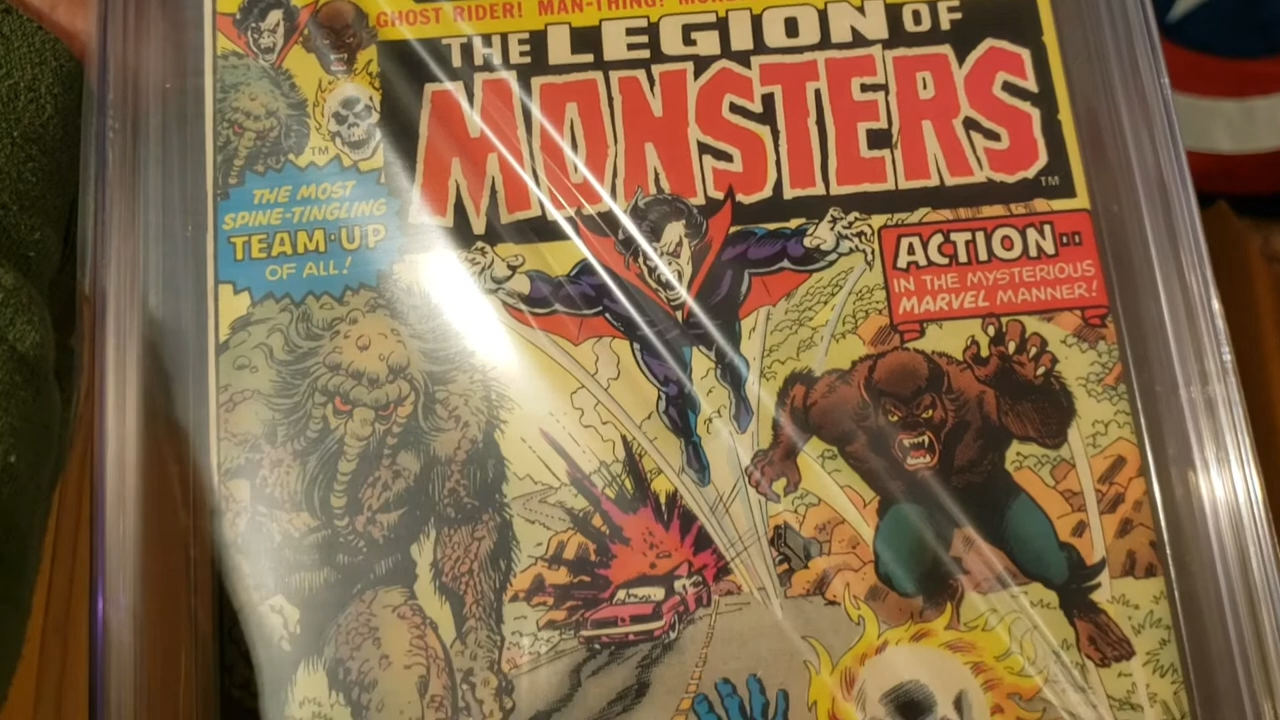 GHOST RIDER! MAN-THING!
THE LEGION OF
MONSTERS
TM
TM
THE MOST
SPINE-TINGLING
TEAM-UP
OF ALL!
ACTION--
IN THE MYSTERIOUS
MARVEL MANNER!